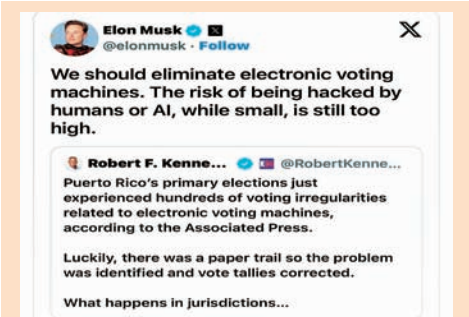 Elon Musk X
@elonmusk · Follow
We should eliminate electronic voting
machines. The risk of being hacked by
humans or AI, while small, is still too
high.
Robert F. Kenne... @RobertKenne...
Puerto Rico's primary elections just
experienced hundreds of voting irregularities
related to electronic voting machines,
according to the Associated Press.
Luckily, there was a paper trail so the problem
was identified and vote tallies corrected.
What happens in jurisdictions...